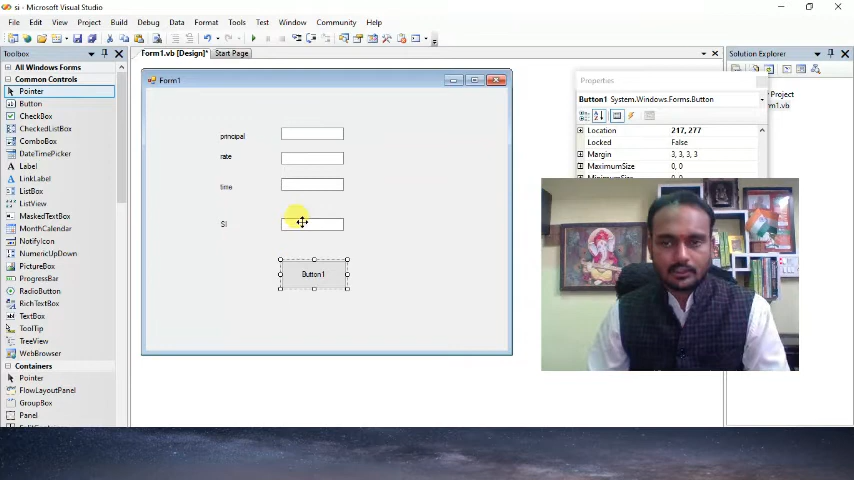 si - Microsoft Visual Studio
File Edit View Project Build Debug Data Format Tools Test Window Community Help
Toolbox
Form1.vb [Design]* Start Page
Solution Explorer
All Windows Forms
Common Controls
Pointer
Button
CheckBox
CheckedListBox
ComboBox
DateTimePicker
Label
LinkLabel
ListBox
ListView
MaskedTextBox
MonthCalendar
NotifyIcon
NumericUpDown
PictureBox
ProgressBar
RadioButton
RichTextBox
TextBox
ToolTip
TreeView
WebBrowser
Containers
Pointer
FlowLayoutPanel
GroupBox
Panel
Form1
principal
rate
time
SI
Button1
Properties
Button1 System.Windows.Forms.Button
Location 217, 277
Locked False
Margin 3, 3, 3, 3
MaximumSize 0, 0
Project